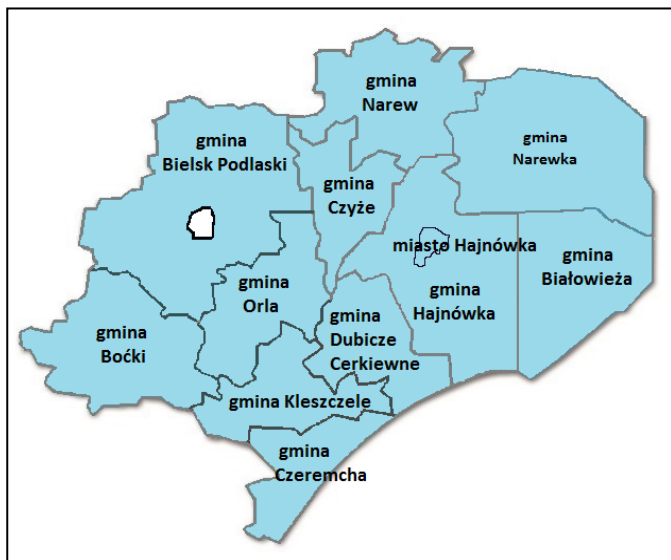 gmina
Narew
gmina
Bielsk Podlaski
gmina
Narewka
gmina
Czyże
miasto Hajnówka
gmina
Białowieża
gmina
Orla
gmina
Hajnówka
gmina
Dubicze
Cerkiewne
gmina
Boćki
gmina Kleszczele
gmina
Czeremcha